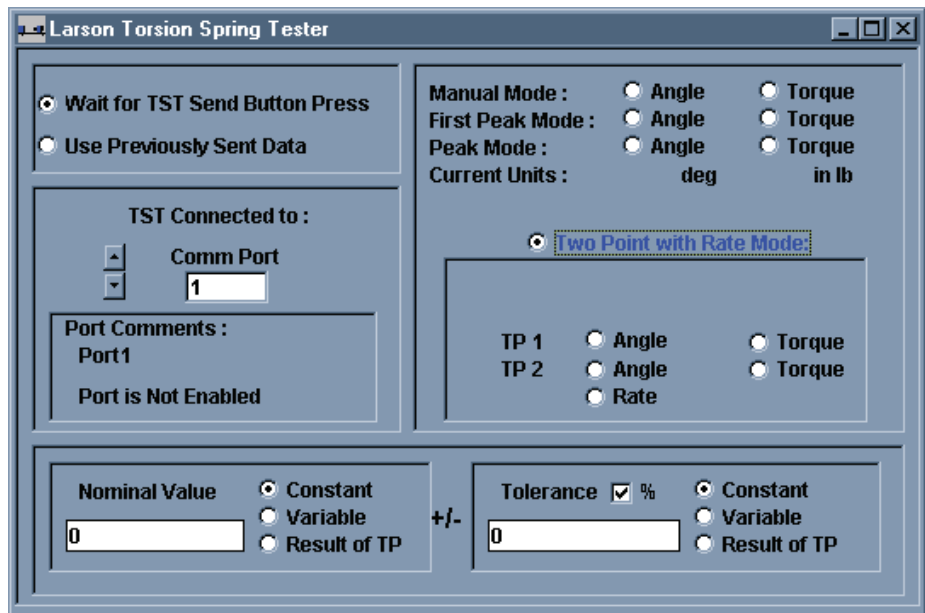 Larson Torsion Spring Tester
Wait for TST Send Button Press
Use Previously Sent Data
TST Connected to :
Comm Port
1
Port Comments :
Port1
Port is Not Enabled
Manual Mode : Angle Torque
First Peak Mode : Angle Torque
Peak Mode : Angle Torque
Current Units : deg in lb
Two Point with Rate Mode:
TP 1 Angle Torque
TP 2 Angle Torque
Rate
Nominal Value
0
Constant
Variable
Result of TP
+/-
Tolerance %
0
Constant
Variable
Result of TP